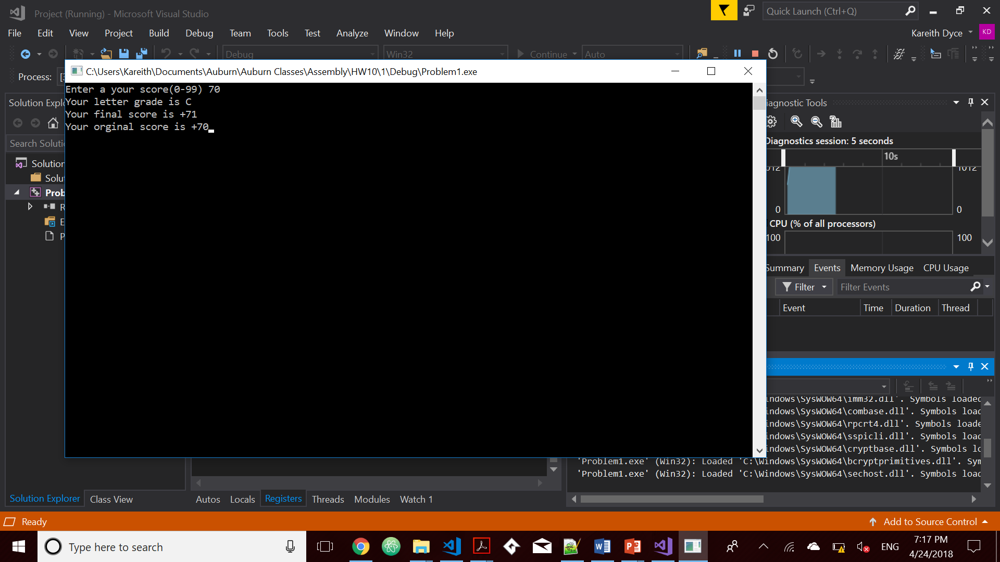 Project (Running) - Microsoft Visual Studio
Quick Launch (Ctrl+Q)
File Edit View Project Build Debug Team Tools Test Analyze Window Help
Kareith Dyce KD
Debug Win32 Continue Auto
Process:
C:\Users\Kareith\Documents\Auburn\Auburn Classes\Assembly\HW10\1\Debug\Problem1.exe
Enter a your score(0-99) 70
Your letter grade is C
Your final score is +71
Your orginal score is +70
Solution Explo
Search Soluti
Solution
Solut
Prob
R
E
P
iagnostic Tools
Diagnostics session: 5 seconds
10s
1012
0 0
CPU (% of all processors)
100 100
Summary Events Memory Usage CPU Usage
Filter Filter Events
Event Time Duration Thread
indows\SysWOW64\imm32.dll'. Symbols loaded
indows\SysWOW64\combase.dll'. Symbols load
indows\SysWOW64\rpcrt4.dll'. Symbols loade
indows\SysWOW64\sspicli.dll'. Symbols load
indows\SysWOW64\cryptbase.dll'. Symbols lo
'Problem1.exe' (Win32): Loaded 'C:\Windows\SysWOW64\bcryptprimitives.dll'. Sym
'Problem1.exe' (Win32): Loaded 'C:\Windows\SysWOW64\sechost.dll'. Symbols load
Solution Explorer Class View
Autos Locals Registers Threads Modules Watch 1
Ready
Add to Source Control
Type here to search
ENG
7:17 PM
4/24/2018